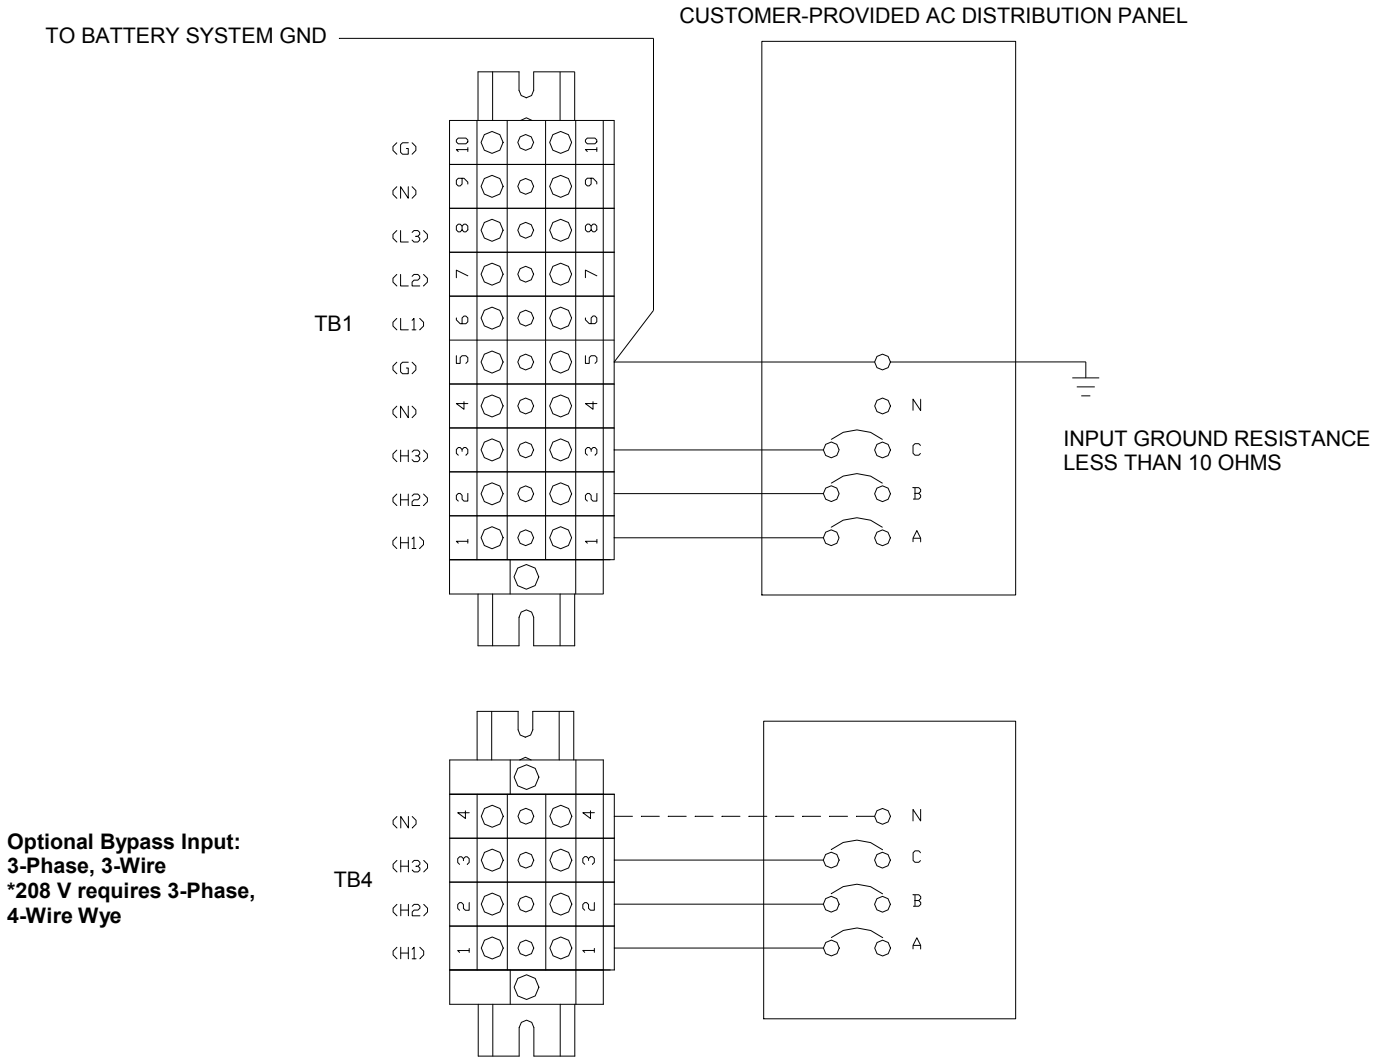 CUSTOMER-PROVIDED AC DISTRIBUTION PANEL
TO BATTERY SYSTEM GND
(G) 10 10
(N) 9 9
(L3) 8 8
(L2) 7 7
TB1 (L1) 6 6
(G) 5 5
(N) 4 4 N
(H3) 3 3 C
(H2) 2 2 B
(H1) 1 1 A
INPUT GROUND RESISTANCE
LESS THAN 10 OHMS
Optional Bypass Input:
3-Phase, 3-Wire
*208 V requires 3-Phase,
4-Wire Wye
TB4
(N) 4 4 N
(H3) 3 3 C
(H2) 2 2 B
(H1) 1 1 A